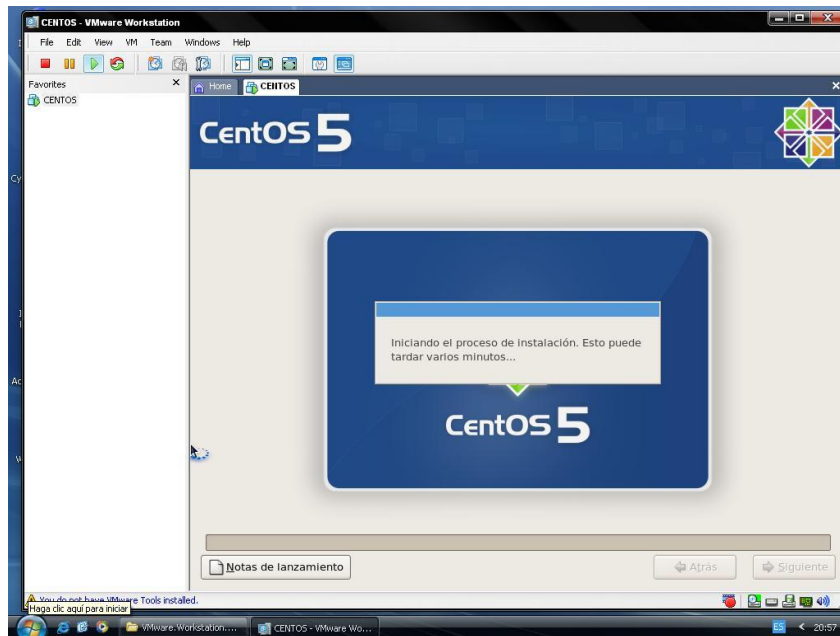 CENTOS - VMware Workstation
File Edit View VM Team Windows Help
Favorites
Home
CENTOS
CENTOS
CentOS 5
Iniciando el proceso de instalación. Esto puede
tardar varios minutos...
CentOS 5
Notas de lanzamiento
Atrás
Siguiente
You do not have VMware Tools installed.
Haga clic aquí para iniciar
VMware.Workstation....
CENTOS - VMware Wo...
ES
20:57